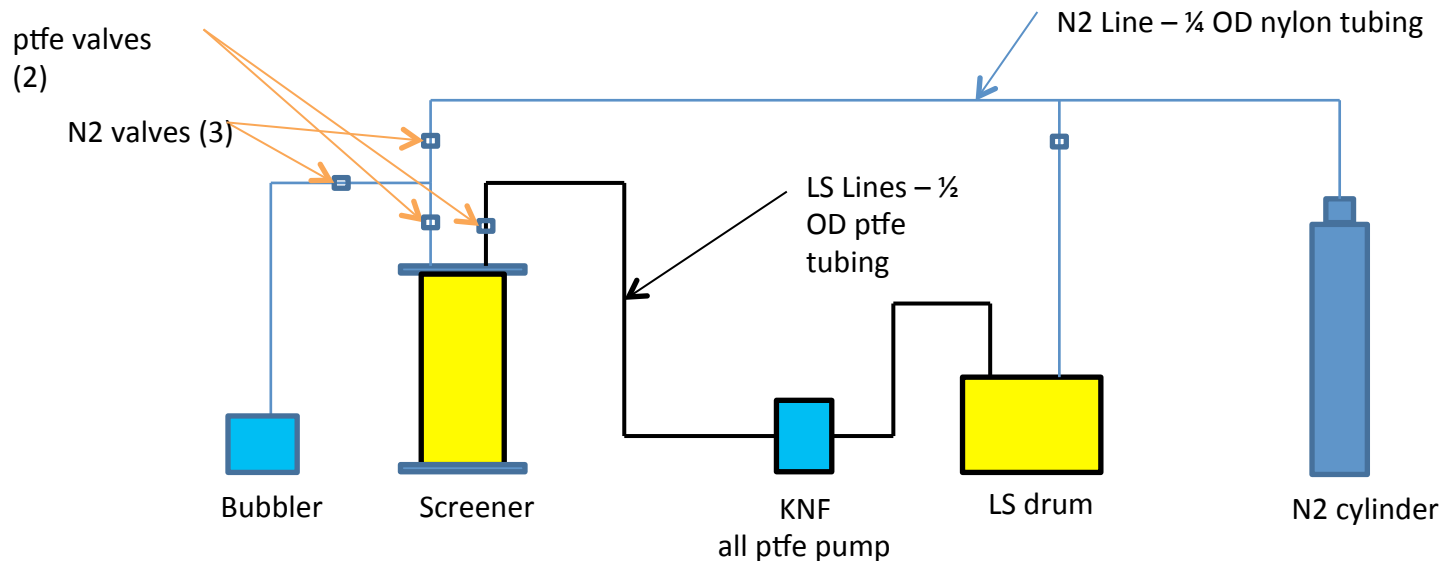 ptfe valves
(2)
N2 valves (3)
N2 Line – ¼ OD nylon tubing
LS Lines – ½
OD ptfe
tubing
Bubbler
Screener
KNF
all ptfe pump
LS drum
N2 cylinder